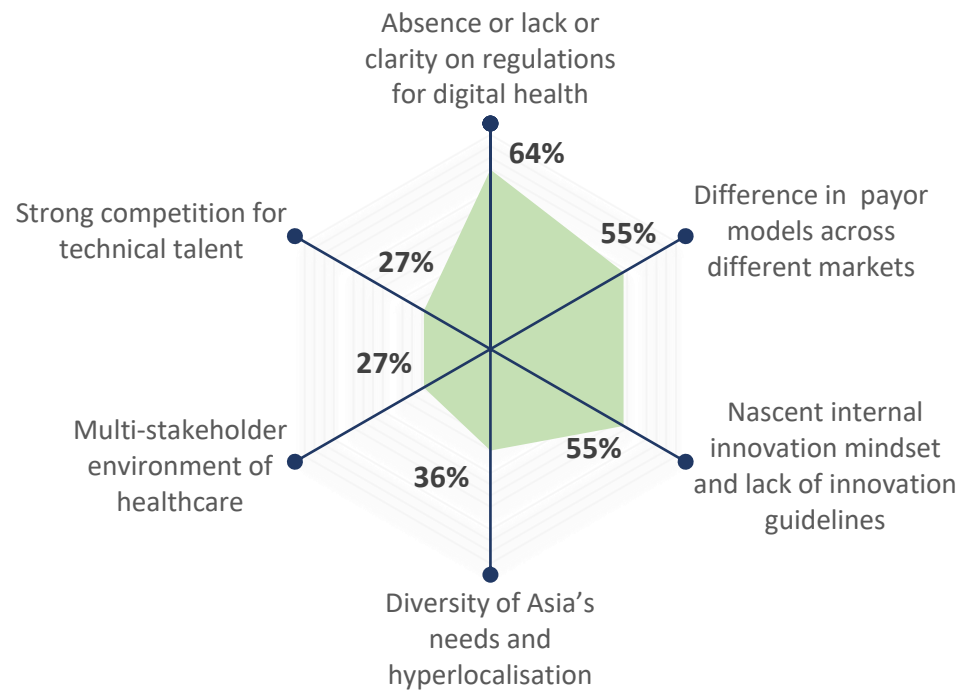 Absence or lack or
clarity on regulations
for digital health
64%
Difference in payor
models across
different markets
55%
Nascent internal
innovation mindset
and lack of innovation
guidelines
55%
Diversity of Asia’s
needs and
hyperlocalisation
36%
Multi-stakeholder
environment of
healthcare
27%
Strong competition for
technical talent
27%